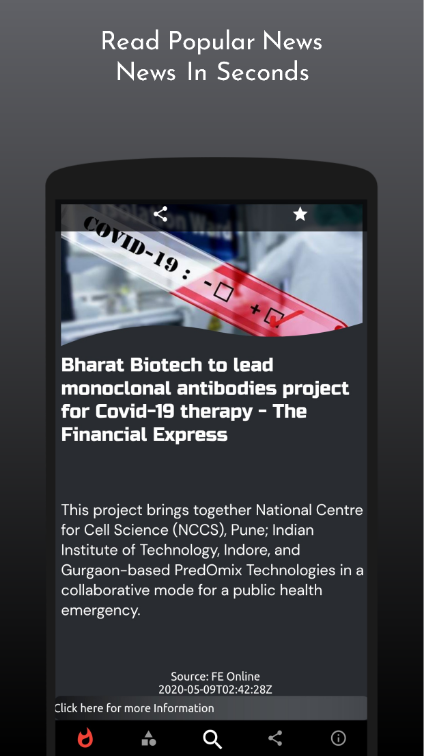 Read Popular News
News In Seconds
COVID-19 : - +
Bharat Biotech to lead
monoclonal antibodies project
for Covid-19 therapy - The
Financial Express
This project brings together National Centre
for Cell Science (NCCS), Pune; Indian
Institute of Technology, Indore, and
Gurgaon-based PredOmix Technologies in a
collaborative mode for a public health
emergency.
Source: FE Online
2020-05-09T02:42:28Z
Click here for more Information